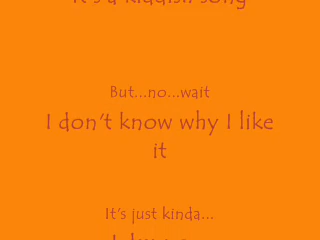 It's a kiddish song
But...no...wait
I don't know why I like
it
It's just kinda...